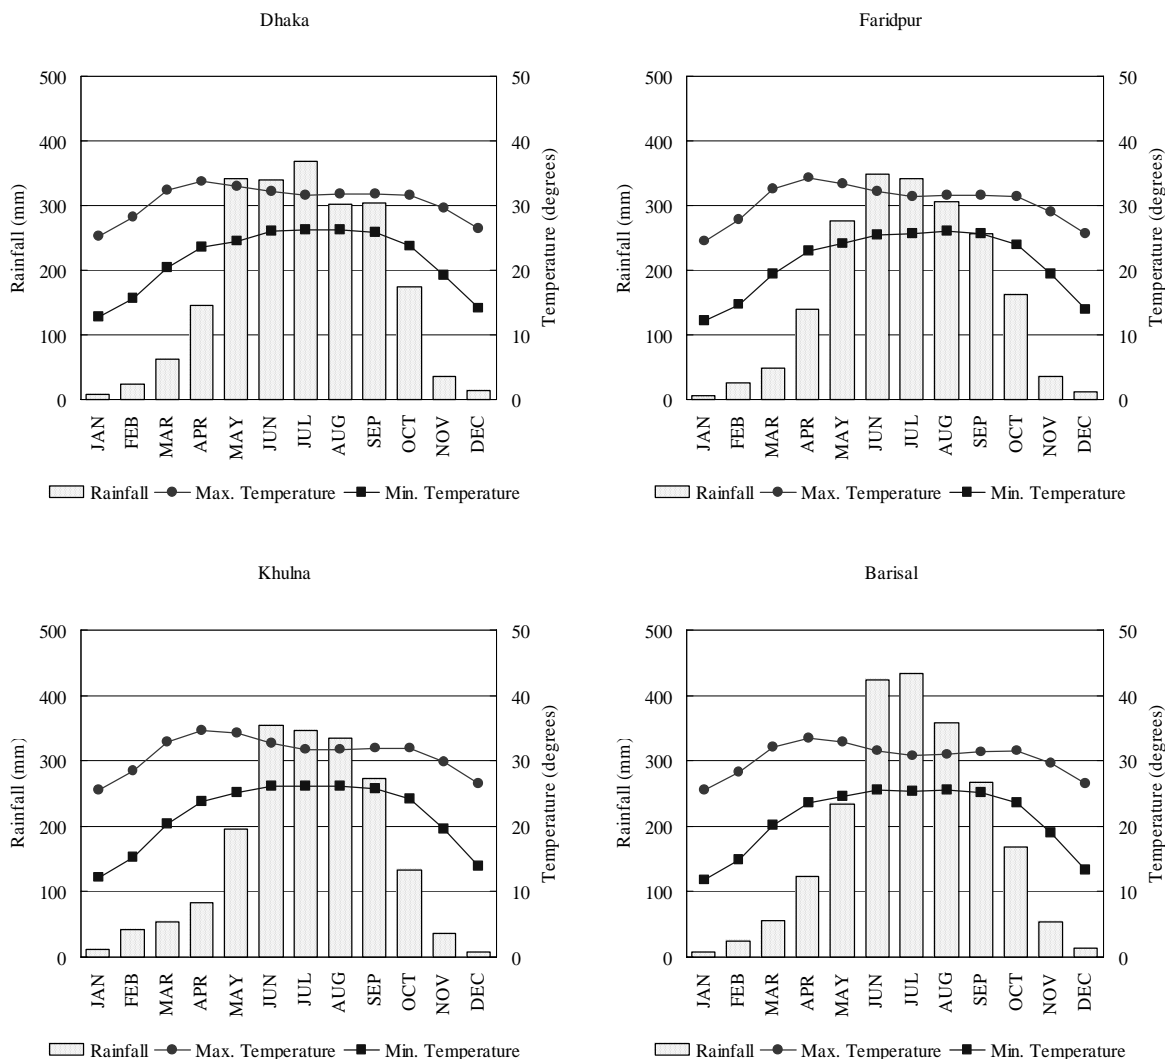 Dhaka
500
400
300
200
100
0
Rainfall (mm)
50
40
30
20
10
0
Temperature (degrees)
JAN
FEB
MAR
APR
MAY
JUN
JUL
AUG
SEP
OCT
NOV
DEC
Rainfall Max. Temperature Min. Temperature
Faridpur
500
400
300
200
100
0
Rainfall (mm)
50
40
30
20
10
0
Temperature (degrees)
JAN
FEB
MAR
APR
MAY
JUN
JUL
AUG
SEP
OCT
NOV
DEC
Rainfall Max. Temperature Min. Temperature
Khulna
500
400
300
200
100
0
Rainfall (mm)
50
40
30
20
10
0
Temperature (degrees)
JAN
FEB
MAR
APR
MAY
JUN
JUL
AUG
SEP
OCT
NOV
DEC
Rainfall Max. Temperature Min. Temperature
Barisal
500
400
300
200
100
0
Rainfall (mm)
50
40
30
20
10
0
Temperature (degrees)
JAN
FEB
MAR
APR
MAY
JUN
JUL
AUG
SEP
OCT
NOV
DEC
Rainfall Max. Temperature Min. Temperature